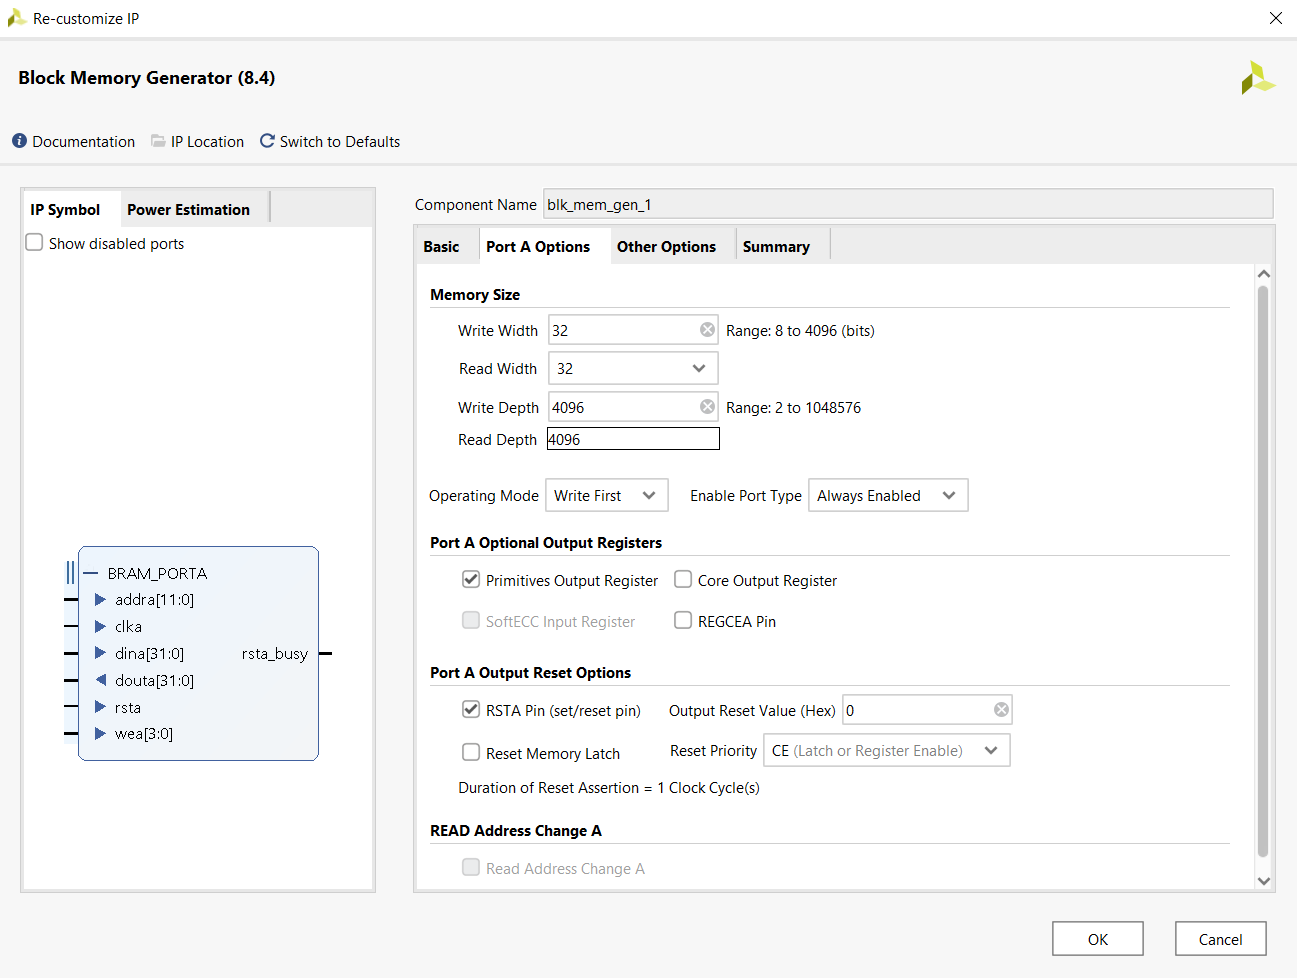 Re-customize IP
Block Memory Generator (8.4)
Documentation IP Location Switch to Defaults
IP Symbol Power Estimation
Show disabled ports
BRAM_PORTA
addra[11:0]
clka
dina[31:0] rsta_busy
douta[31:0]
rsta
wea[3:0]
Component Name blk_mem_gen_1
Basic Port A Options Other Options Summary
Memory Size
Write Width 32 Range: 8 to 4096 (bits)
Read Width 32
Write Depth 4096 Range: 2 to 1048576
Read Depth 4096
Operating Mode Write First Enable Port Type Always Enabled
Port A Optional Output Registers
Primitives Output Register Core Output Register
SoftECC Input Register REGCEA Pin
Port A Output Reset Options
RSTA Pin (set/reset pin) Output Reset Value (Hex) 0
Reset Memory Latch Reset Priority CE (Latch or Register Enable)
Duration of Reset Assertion = 1 Clock Cycle(s)
READ Address Change A
Read Address Change A
OK Cancel